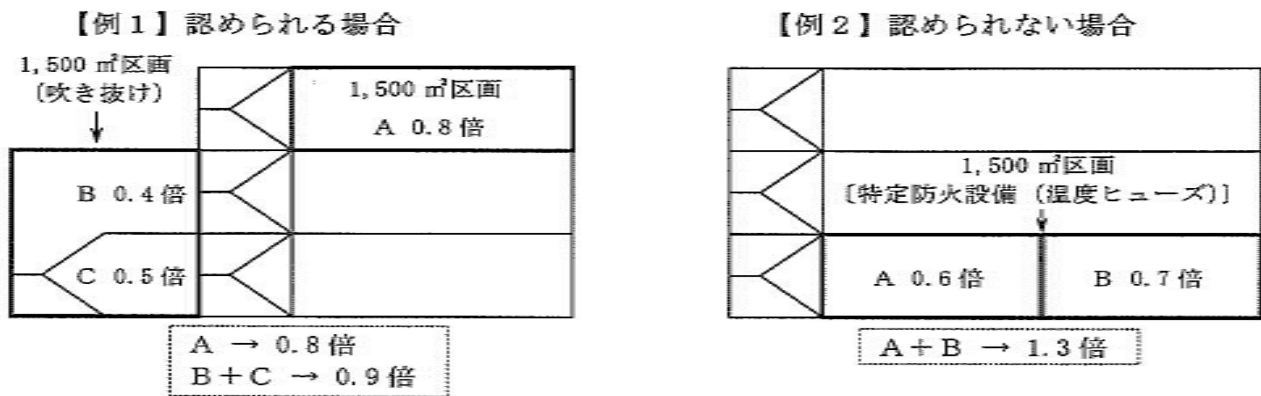 【例1】認められる場合
1,500 ㎡区画
(吹き抜け)
1,500 ㎡区画
A 0.8倍
B 0.4倍
C 0.5倍
A → 0.8倍
B+C → 0.9倍
【例2】認められない場合
1,500 ㎡区画
[特定防火設備 (温度ヒューズ)]
A 0.6倍
B 0.7倍
A+B → 1.3倍